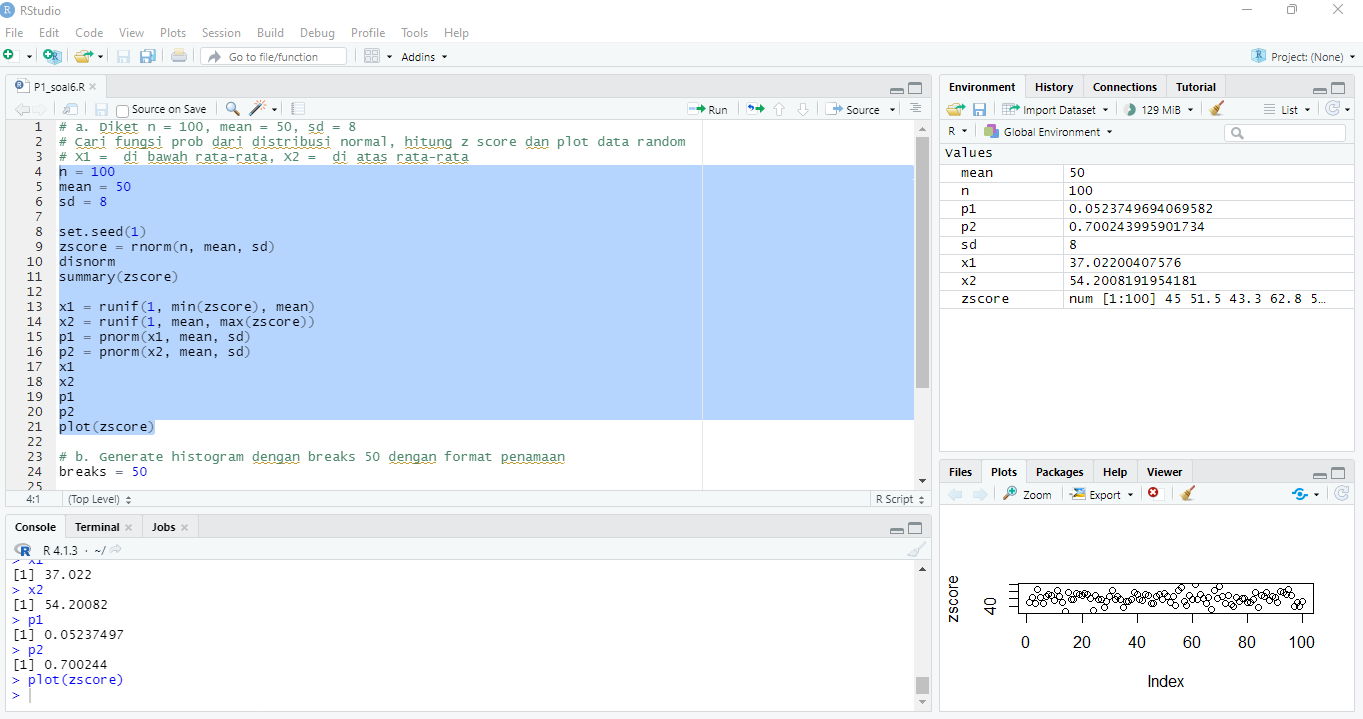 RStudio
File Edit Code View Plots Session Build Debug Profile Tools Help
Go to file/function Addins Project: (None)
P1_soal6.R
Source on Save Run Source
1 # a. Diket n = 100, mean = 50, sd = 8
2 # Cari fungsi prob dari distribusi normal, hitung z score dan plot data random
3 # X1 = di bawah rata-rata, X2 = di atas rata-rata
4 n = 100
5 mean = 50
6 sd = 8
7
8 set.seed(1)
9 zscore = rnorm(n, mean, sd)
10 disnorm
11 summary(zscore)
12
13 x1 = runif(1, min(zscore), mean)
14 x2 = runif(1, mean, max(zscore))
15 p1 = pnorm(x1, mean, sd)
16 p2 = pnorm(x2, mean, sd)
17 x1
18 x2
19 p1
20 p2
21 plot(zscore)
22
23 # b. Generate histogram dengan breaks 50 dengan format penamaan
24 breaks = 50
25
4:1 (Top Level) R Script
Console Terminal Jobs
R 4.1.3 · ~/
> x1
[1] 37.022
> x2
[1] 54.20082
> p1
[1] 0.05237497
> p2
[1] 0.700244
> plot(zscore)
>
Environment History Connections Tutorial
Import Dataset 129 MiB List
R Global Environment
Values
mean 50
n 100
p1 0.0523749694069582
p2 0.700243995901734
sd 8
x1 37.02200407576
x2 54.2008191954181
zscore num [1:100] 45 51.5 43.3 62.8 5…
Files Plots Packages Help Viewer
Zoom Export
zscore
40
0 20 40 60 80 100
Index